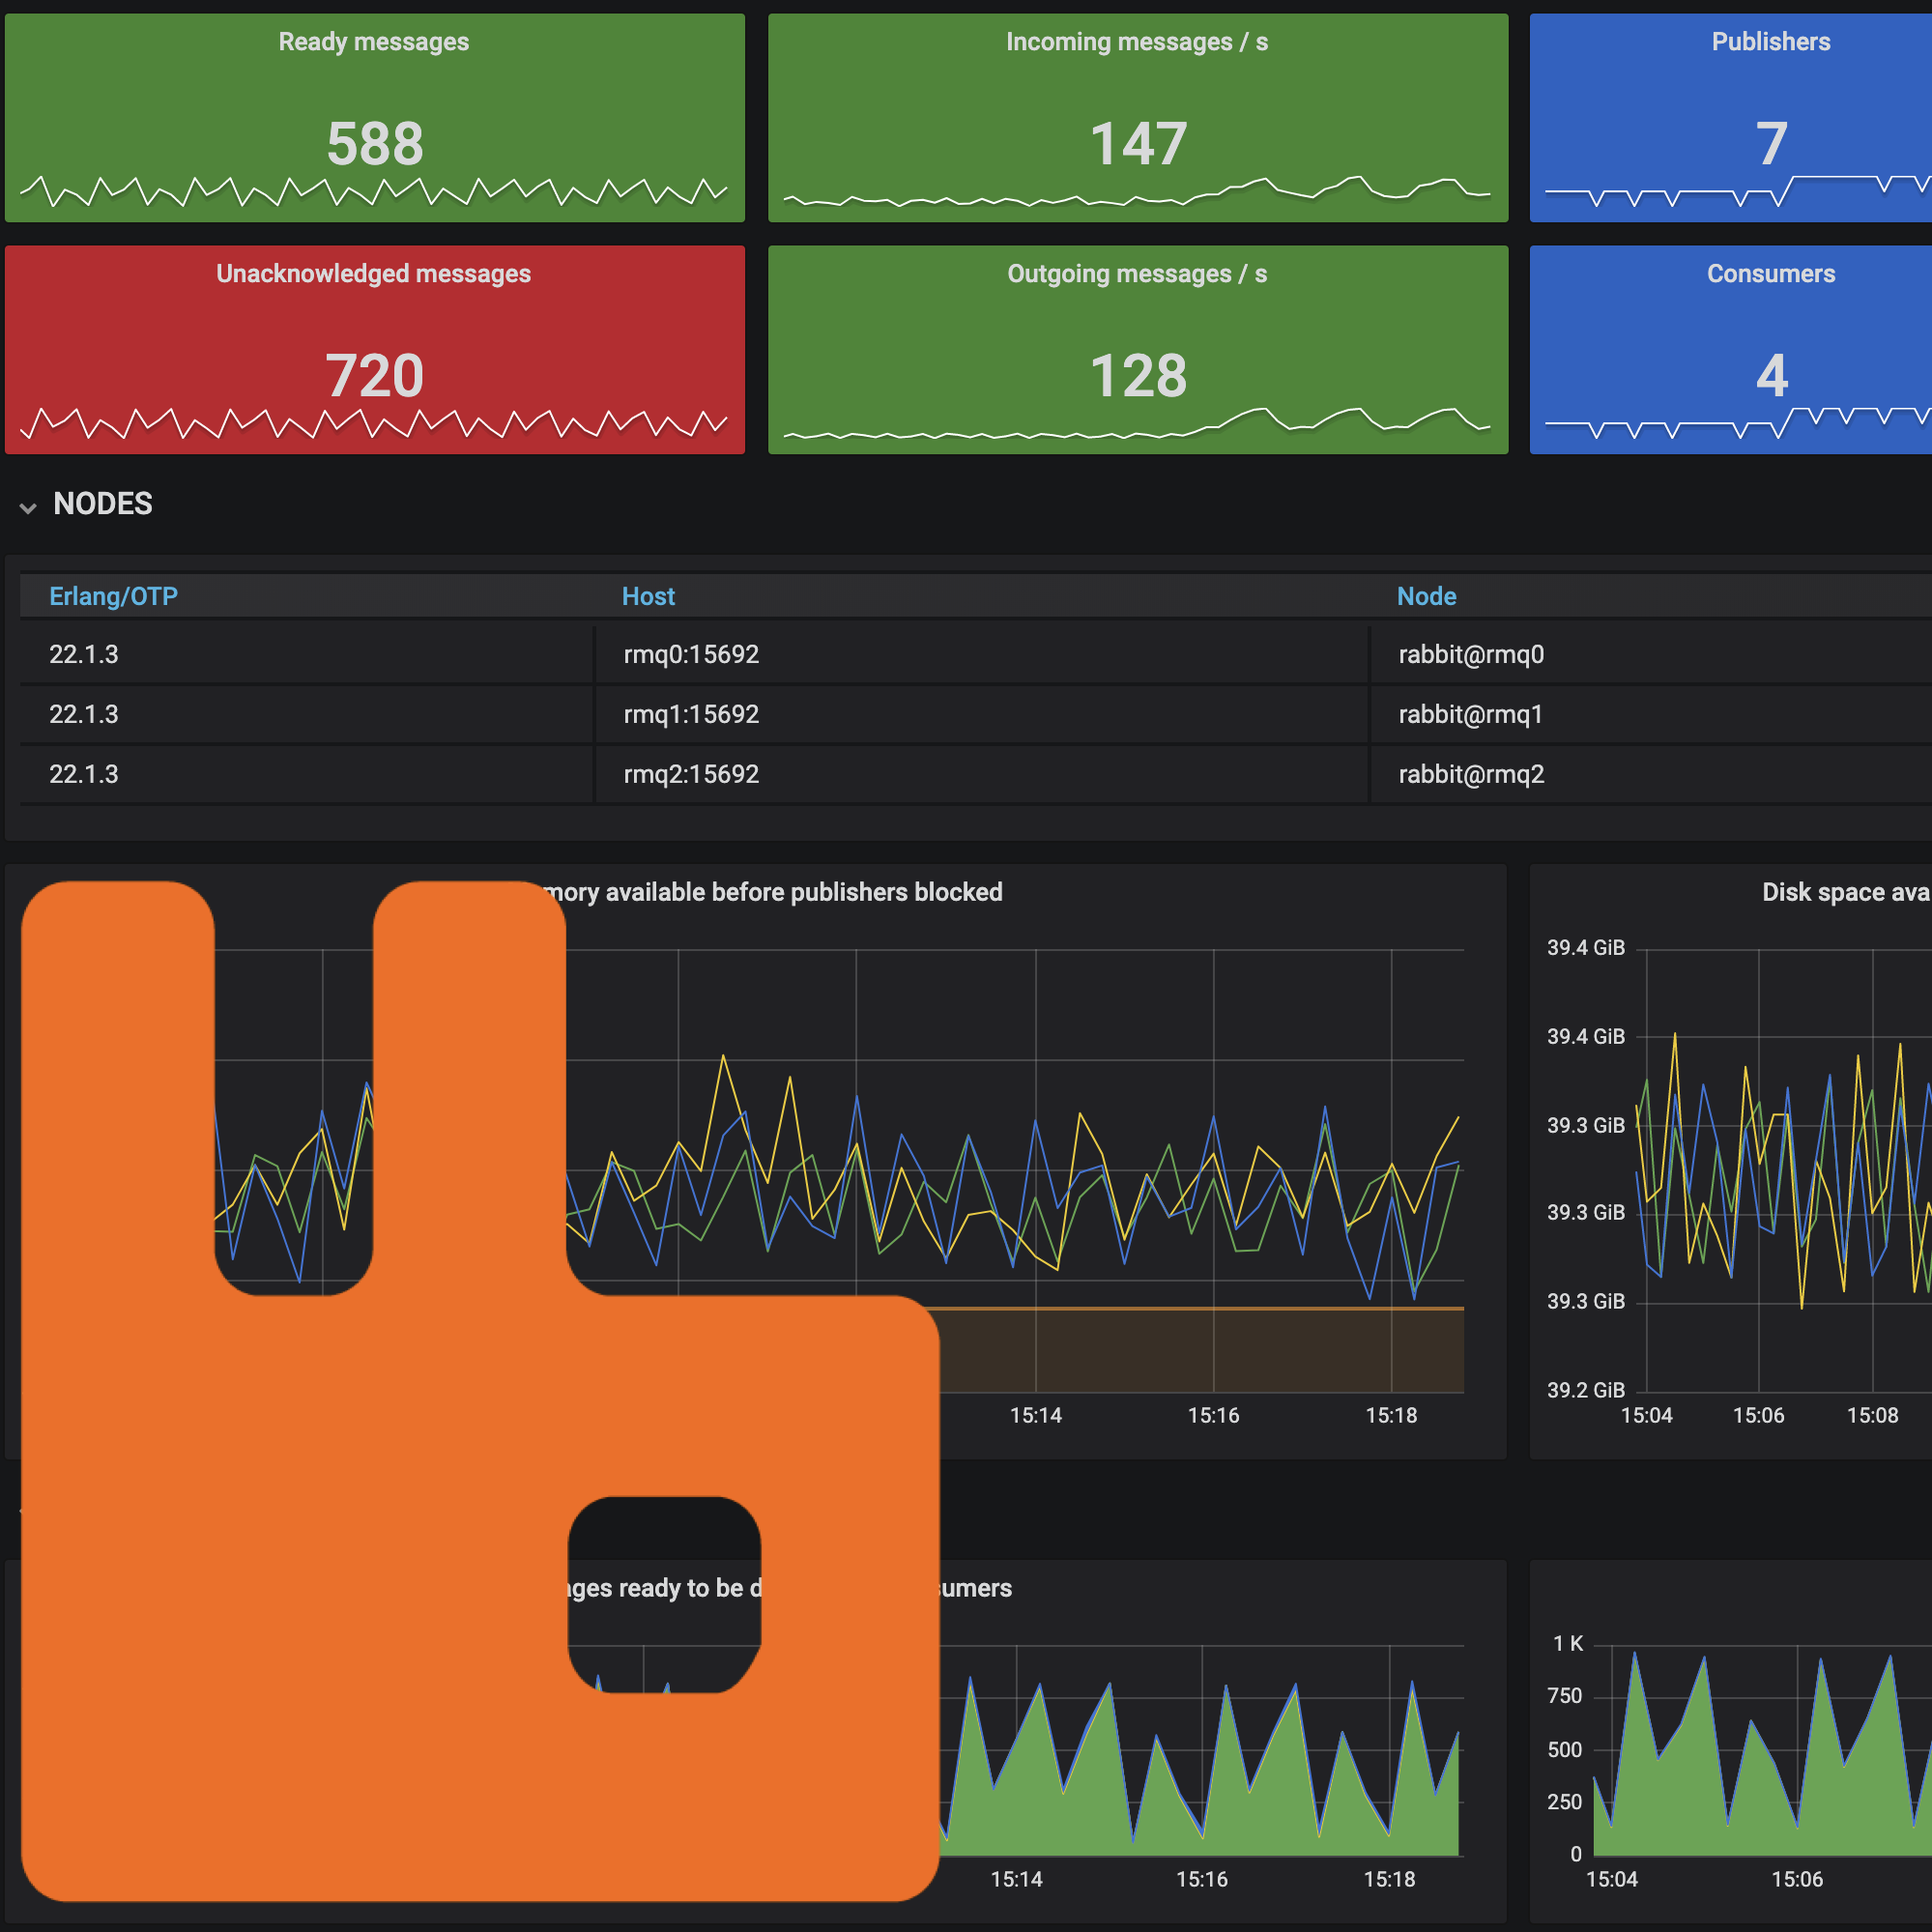 Ready messages
588
Incoming messages / s
147
Publishers
7
Unacknowledged messages
720
Outgoing messages / s
128
Consumers
4
NODES
Erlang/OTP Host Node
22.1.3 rmq0:15692 rabbit@rmq0
22.1.3 rmq1:15692 rabbit@rmq1
22.1.3 rmq2:15692 rabbit@rmq2
mory available before publishers blocked
15:14 15:16 15:18
Disk space ava
39.4 GiB
39.4 GiB
39.3 GiB
39.3 GiB
39.3 GiB
39.2 GiB
15:04 15:06 15:08
ages ready to be d
sumers
15:14 15:16 15:18
1 K
750
500
250
0
15:04 15:06